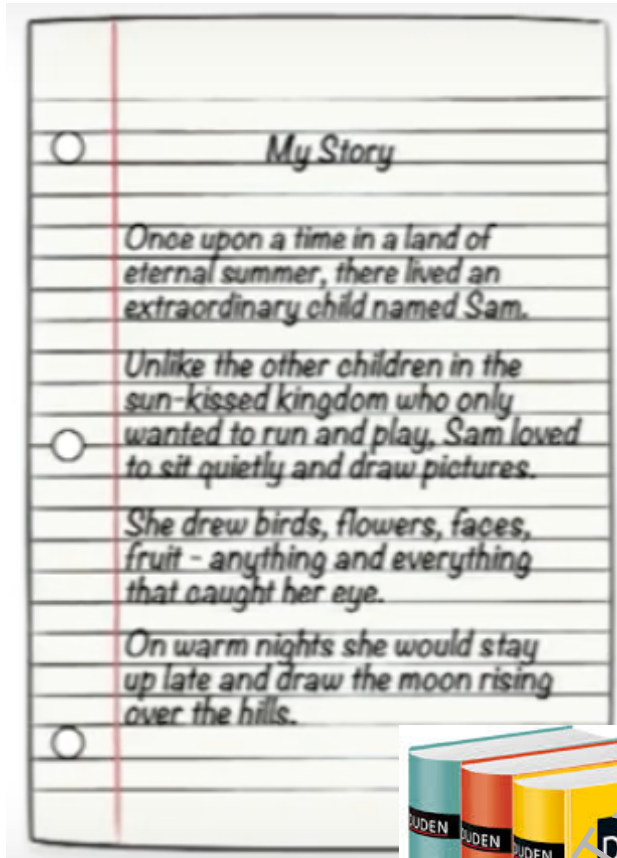 My Story
Once upon a time in a land of
eternal summer, there lived an
extraordinary child named Sam.
Unlike the other children in the
sun-kissed kingdom who only
wanted to run and play, Sam loved
to sit quietly and draw pictures.
She drew birds, flowers, faces,
fruit - anything and everything
that caught her eye.
On warm nights she would stay
up late and draw the moon rising
over the hills.
DUDEN
DUDEN
DUDEN